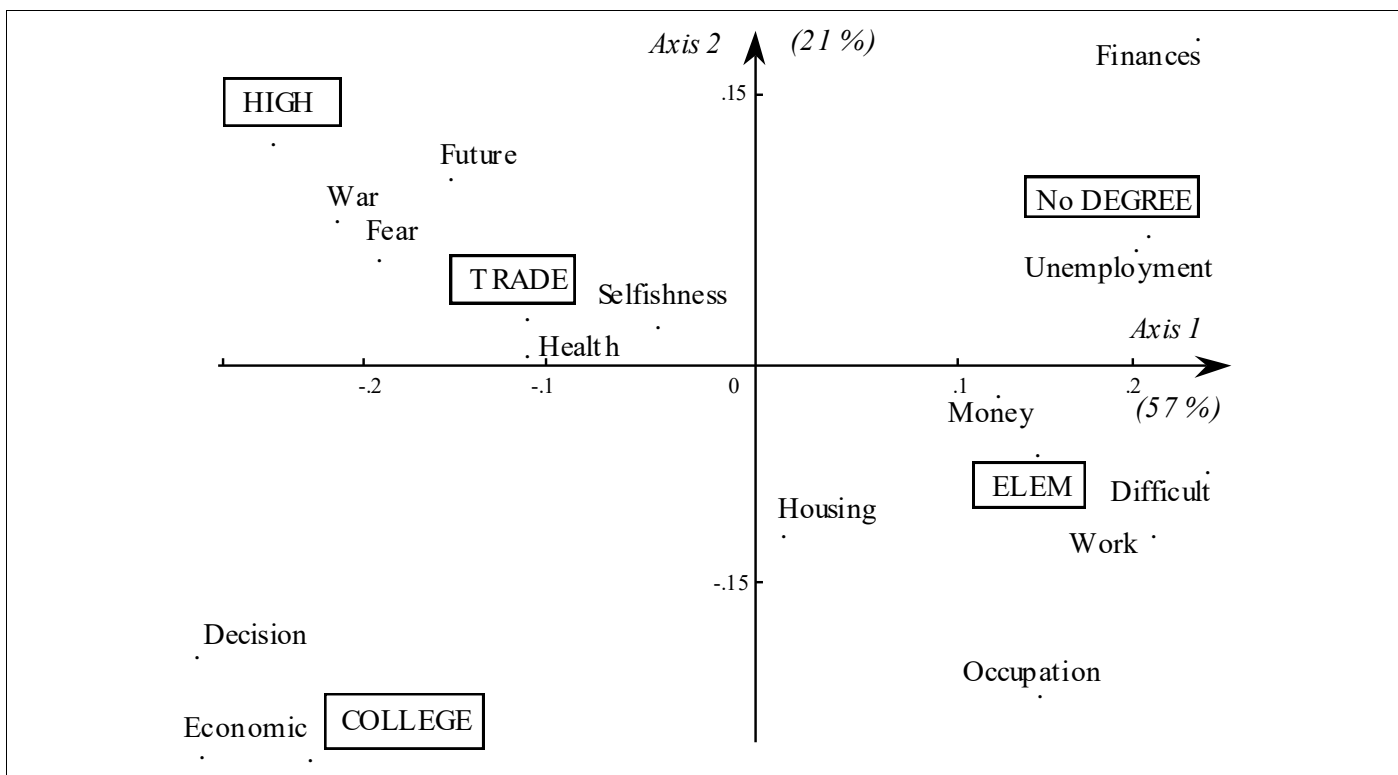 Axis 2 (21 %)
Finances
.15
HIGH
Future
War
No DEGREE
Fear
Unemployment
TRADE
Selfishness
Axis 1
Health
-.2 -.1 0 .1 .2
Money (57 %)
ELEM Difficult
Housing
Work
-.15
Decision
Occupation
Economic COLLEGE